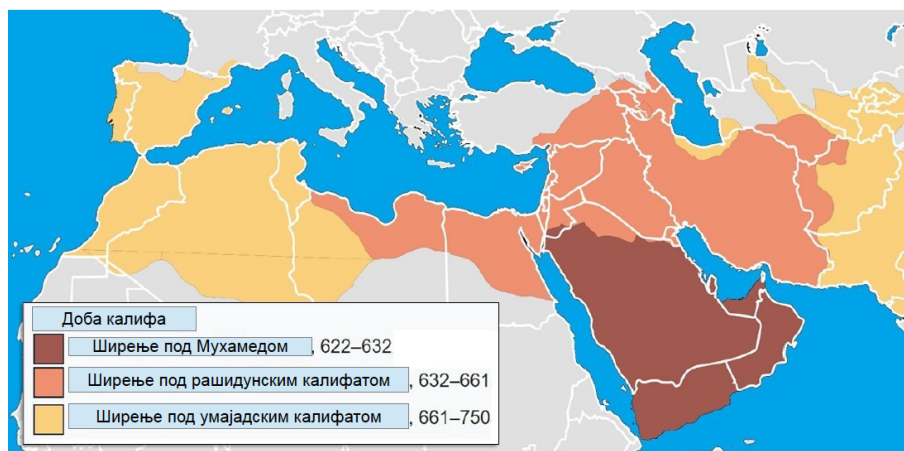 Доба калифа
Ширење под Мухамедом , 622–632
Ширење под рашидунским калифатом , 632–661
Ширење под умајадским калифатом , 661–750